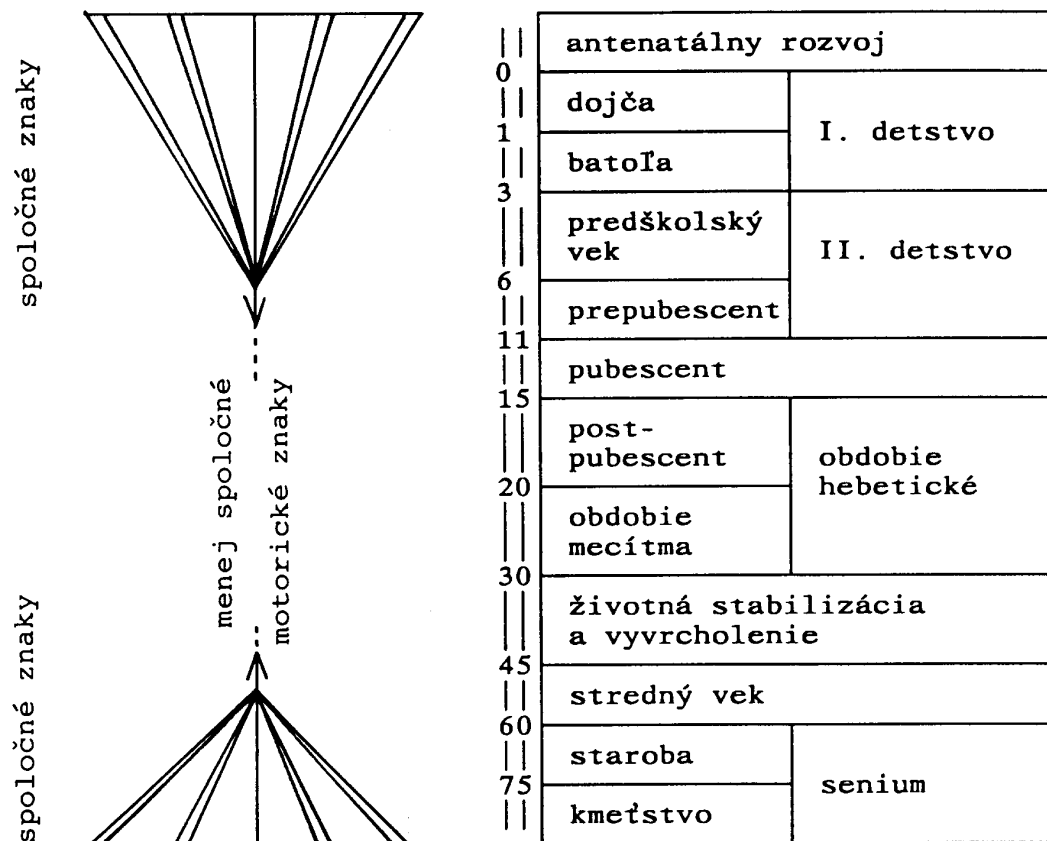 spoločné znaky
menej spoločné
motorické znaky
spoločné znaky
antenatálny rozvoj
0
dojča
I. detstvo
1
batoľa
3
predškolský
vek
II. detstvo
6
prepubescent
11
pubescent
15
post-
pubescent
obdobie
hebetické
20
obdobie
mecítma
30
životná stabilizácia
a vyvrcholenie
45
stredný vek
60
staroba
senium
75
kmeťstvo